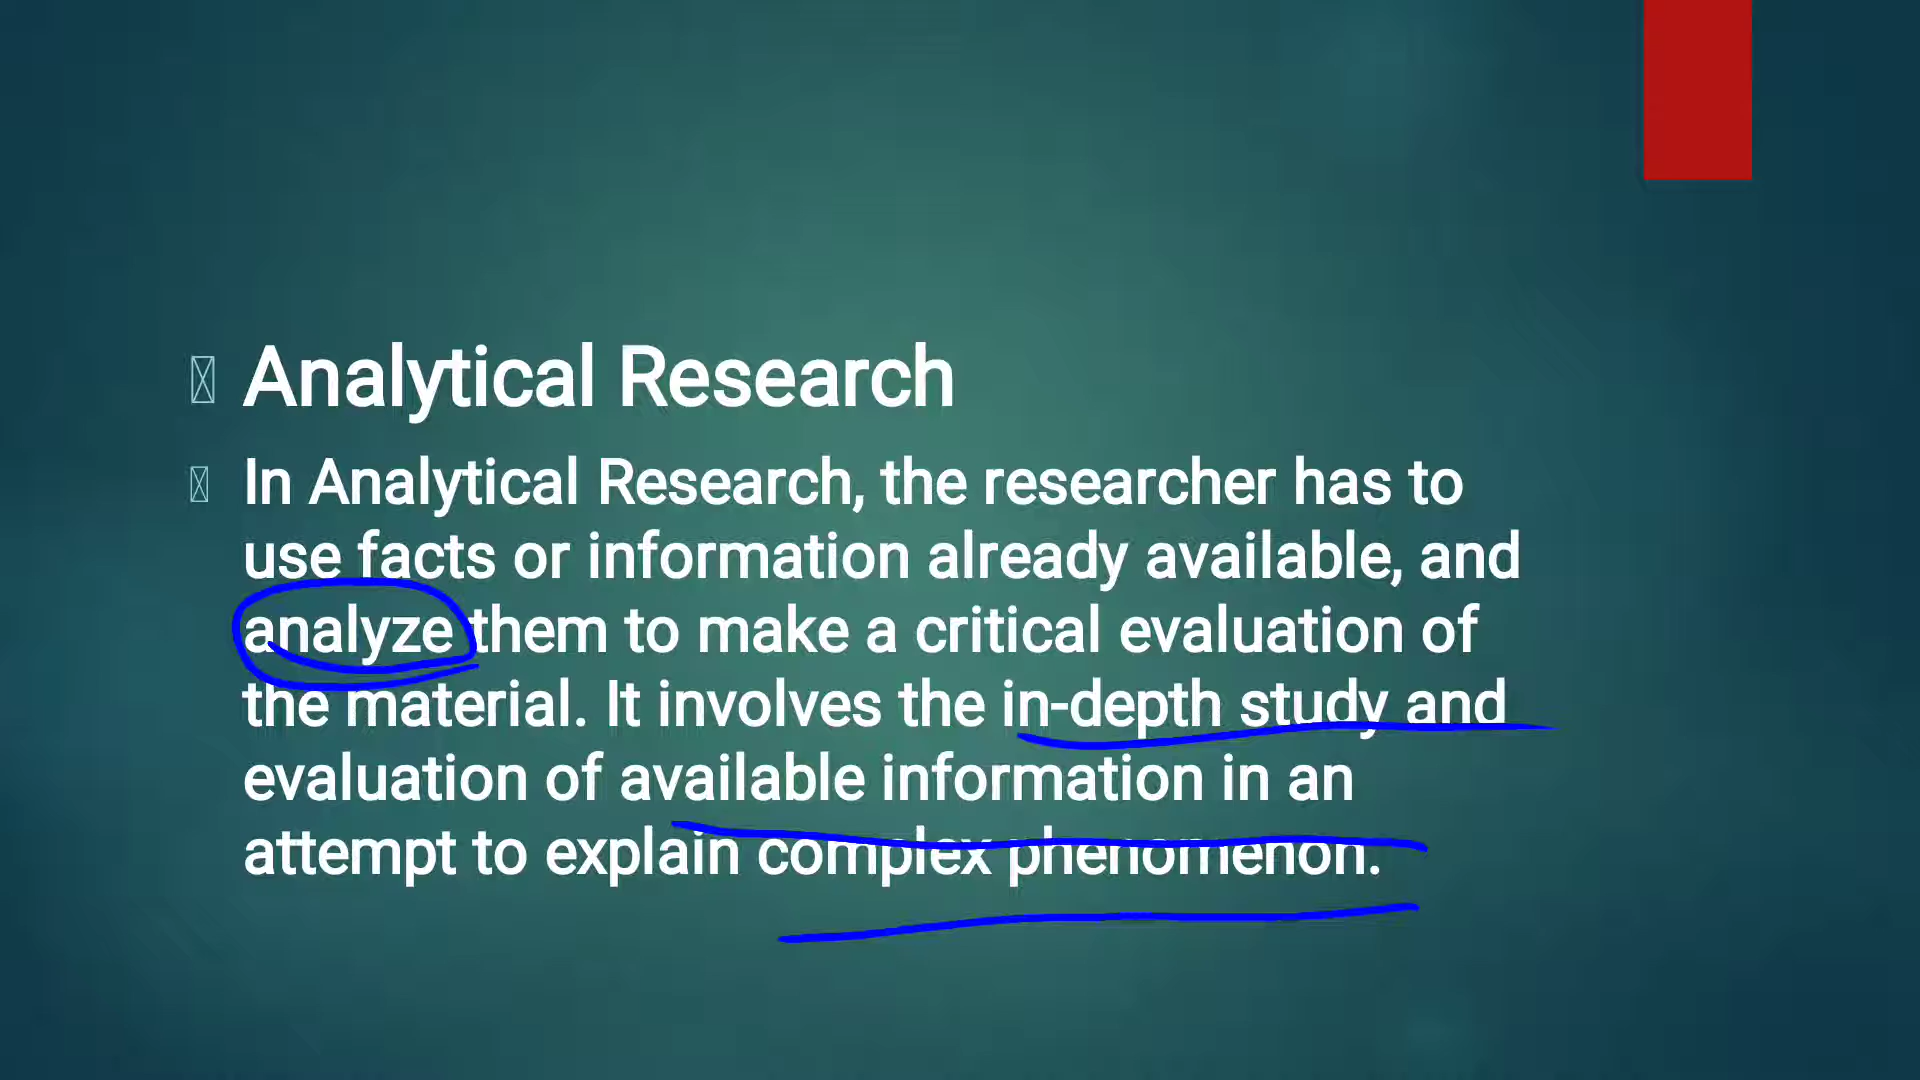 Analytical Research
In Analytical Research, the researcher has to
use facts or information already available, and
analyze them to make a critical evaluation of
the material. It involves the in-depth study and
evaluation of available information in an
attempt to explain complex phenomenon.